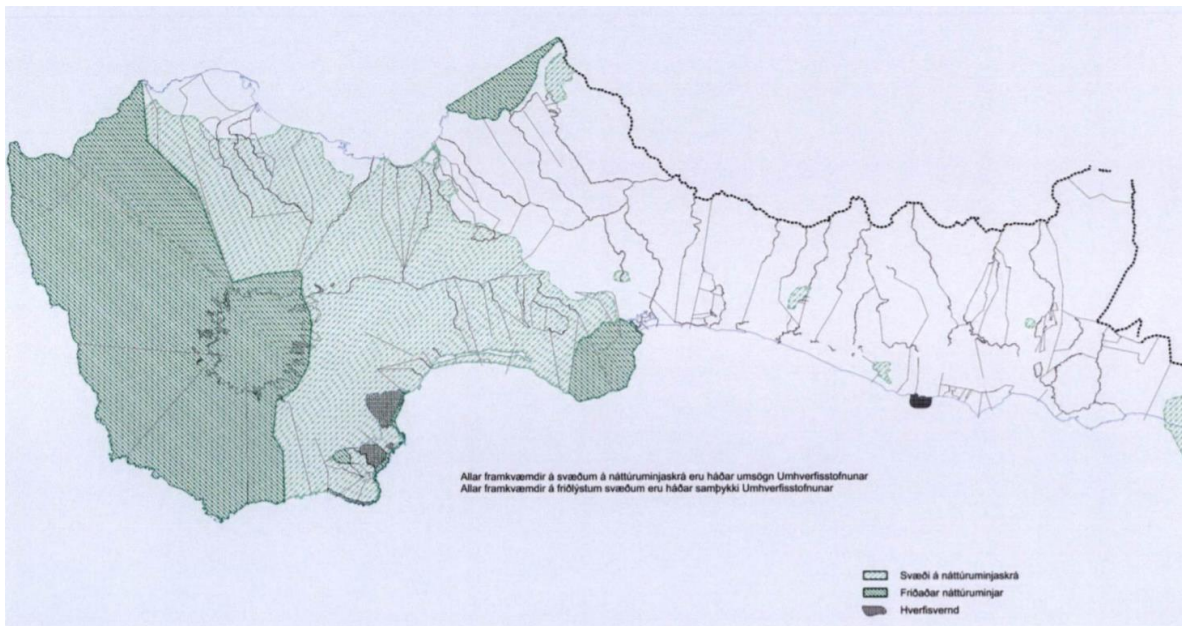 Allar framkvæmdir á svæðum á náttúruminjaskrá eru háðar umsögn Umhverfisstofnunar
Allar framkvæmdir á friðlýstum svæðum eru háðar samþykki Umhverfisstofnunar
Svæði á náttúruminjaskrá
Friðaðar náttúruminjar
Hverfisvernd